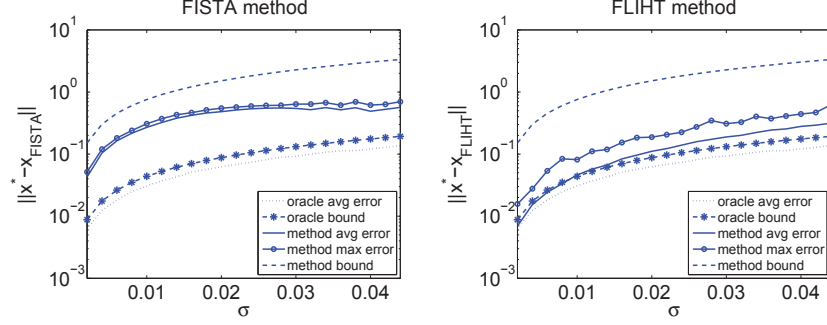 FISTA method
||x*-x_FISTA||
10^1
10^0
10^-1
10^-2
10^-3
oracle avg error
oracle bound
method avg error
method max error
method bound
0.01 0.02 0.03 0.04
σ
FLIHT method
||x*-x_FLIHT||
10^1
10^0
10^-1
10^-2
10^-3
oracle avg error
oracle bound
method avg error
method max error
method bound
0.01 0.02 0.03 0.04
σ